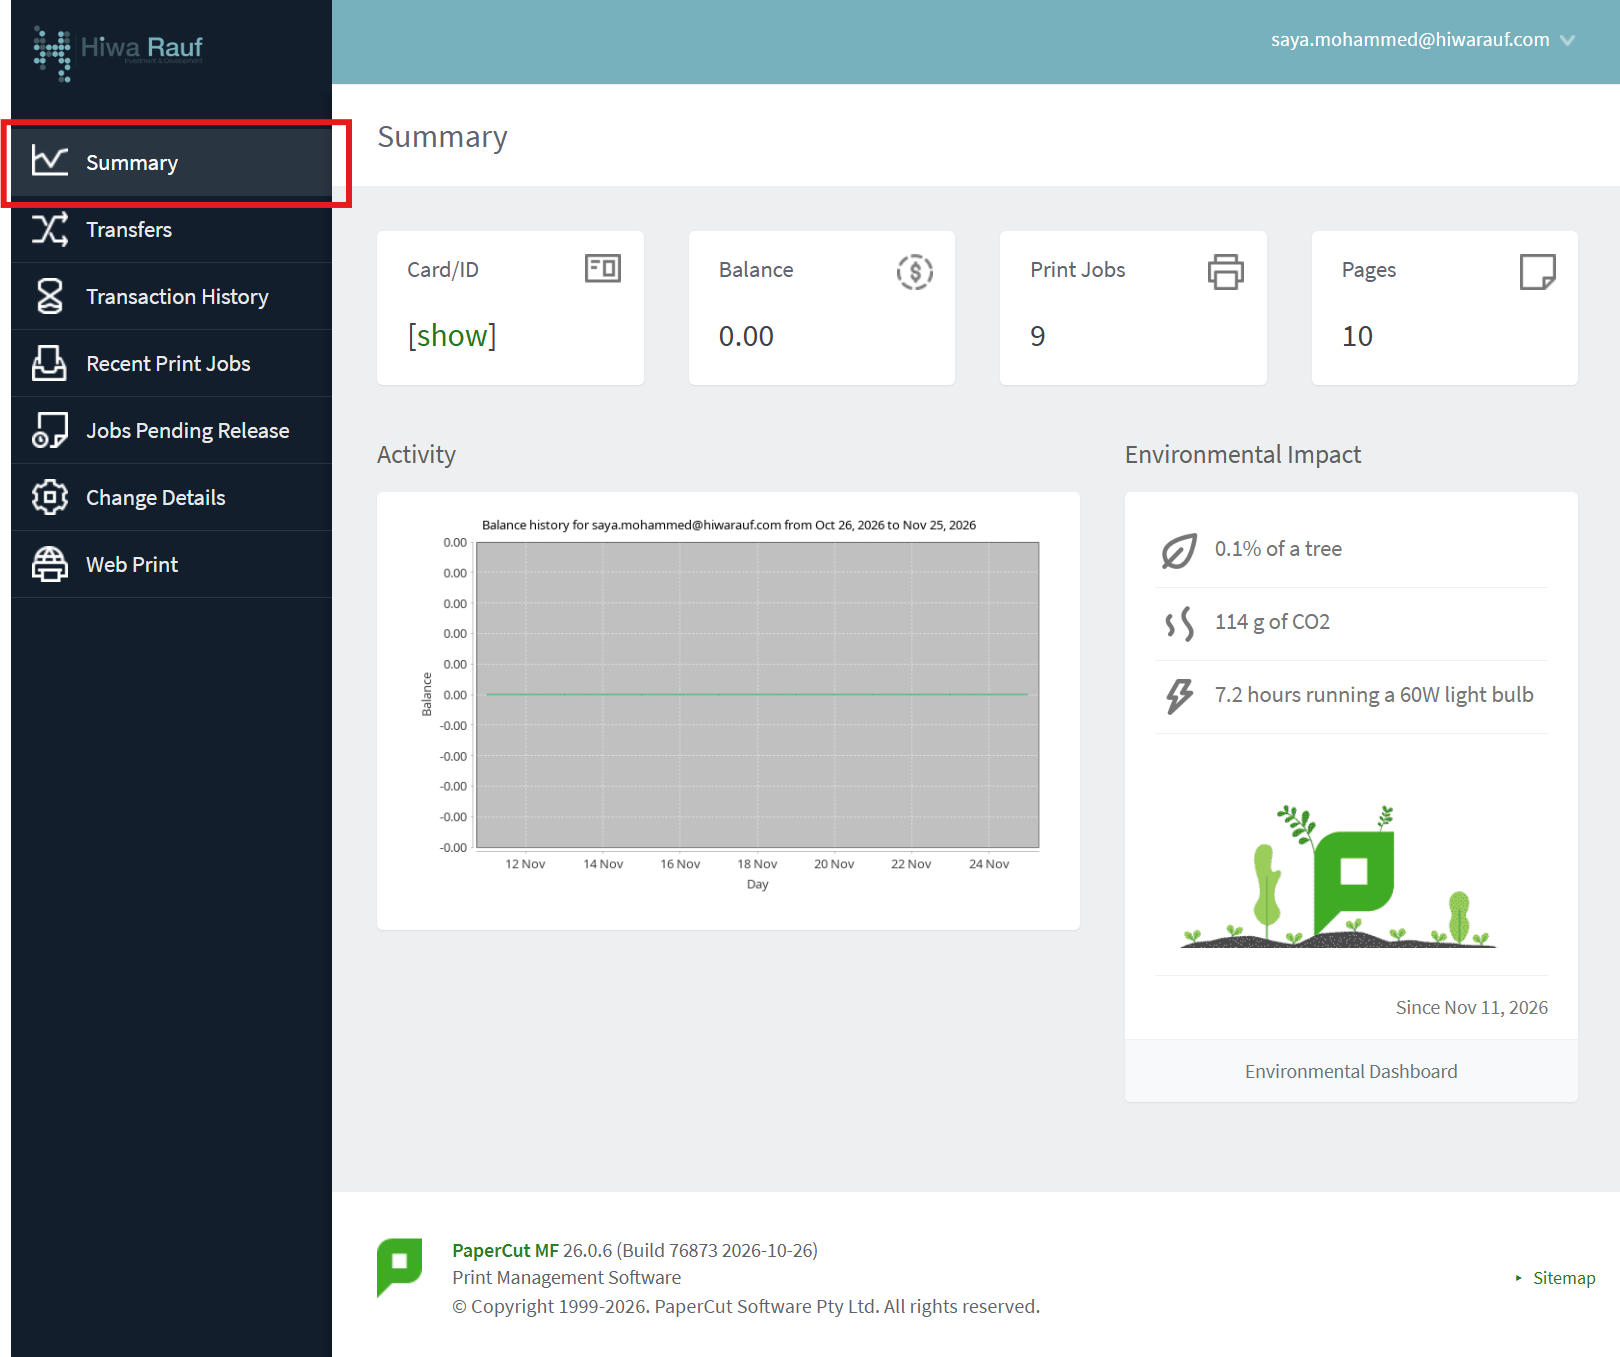 Hiwa Rauf
Investment & Development
saya.mohammed@hiwarauf.com
Summary
Transfers
Transaction History
Recent Print Jobs
Jobs Pending Release
Change Details
Web Print
Summary
Card/ID
[show]
Balance
0.00
Print Jobs
9
Pages
10
Activity
Balance history for saya.mohammed@hiwarauf.com from Oct 26, 2026 to Nov 25, 2026
0.00
0.00
0.00
0.00
0.00
0.00
-0.00
-0.00
-0.00
-0.00
-0.00
Balance
12 Nov 14 Nov 16 Nov 18 Nov 20 Nov 22 Nov 24 Nov
Day
Environmental Impact
0.1% of a tree
114 g of CO2
7.2 hours running a 60W light bulb
Since Nov 11, 2026
Environmental Dashboard
PaperCut MF 26.0.6 (Build 76873 2026-10-26)
Print Management Software
© Copyright 1999-2026. PaperCut Software Pty Ltd. All rights reserved.
Sitemap